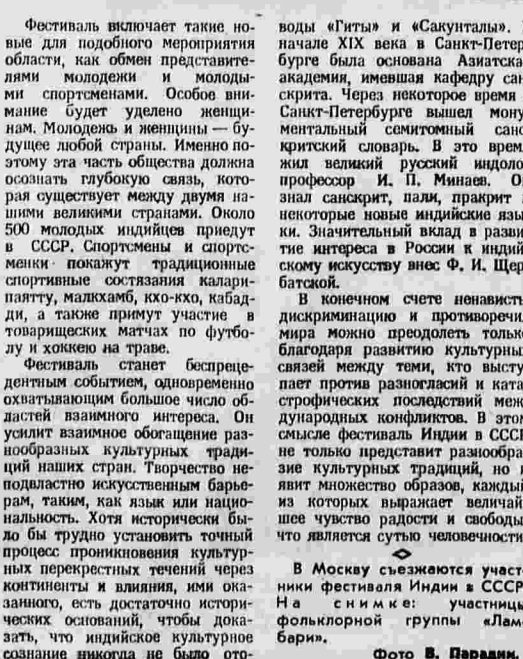 Фестиваль включает такие но-
вые для подобного мероприятия
области, как обмен представите-
лями молодежи и молоды-
ми спортсменами. Особое вни-
мание будет уделено женщи-
нам. Молодежь и женщины — бу-
дущее любой страны. Именно по-
этому эта часть общества должна
осознать глубокую связь, кото-
рая существует между двумя на-
шими великими странами. Около
500 молодых индийцев приедут
в СССР. Спортсмены и спортс-
менки покажут традиционные
спортивные состязания калари-
паятту, малкхамб, кхо-кхо, кабад-
ди, а также примут участие в
товарищеских матчах по футбо-
лу и хоккею на траве.
Фестиваль станет беспреце-
дентным событием, одновременно
охватывающим большое число об-
ластей взаимного интереса. Он
усилит взаимное обогащение раз-
нообразных культурных тради-
ций наших стран. Творчество не-
подвластно искусственным барье-
рам, таким, как язык или нацио-
нальность. Хотя исторически бы-
ло бы трудно установить точный
процесс проникновения культур-
ных перекрестных течений через
континенты и влияния, ими ока-
занного, есть достаточно истори-
ческих оснований, чтобы дока-
зать, что индийское культурное
сознание никогда не было ото-
воды «Гиты» и «Сакунталы».
начале XIX века в Санкт-Петер
бурге была основана Азиатска
академия, имевшая кафедру сан
скрита. Через некоторое время
Санкт-Петербурге вышел мону
ментальный семитомный санс
критский словарь. В это врем
жил великий русский индоло
профессор И. П. Минаев. О
знал санскрит, пали, пракрит
некоторые новые индийские язы
ки. Значительный вклад в разви
тие интереса в России к индий
скому искусству внес Ф. И. Щер
батской.
В конечном счете ненависть
дискриминацию и противоречи
мира можно преодолеть только
благодаря развитию культурны
связей между теми, кто высту
пает против разногласий и ката
строфических последствий меж
дународных конфликтов. В этом
смысле фестиваль Индии в СССР
не только представит разнообра
зие культурных традиций, но
явит множество образов, каждый
из которых выражает величай
шее чувство радости и свободы
что является сутью человечности
В Москву съезжаются участ
ники фестиваля Индии в СССР
На снимке: участницы
фольклорной группы «Лам
бари».
Фото В. Парадни.